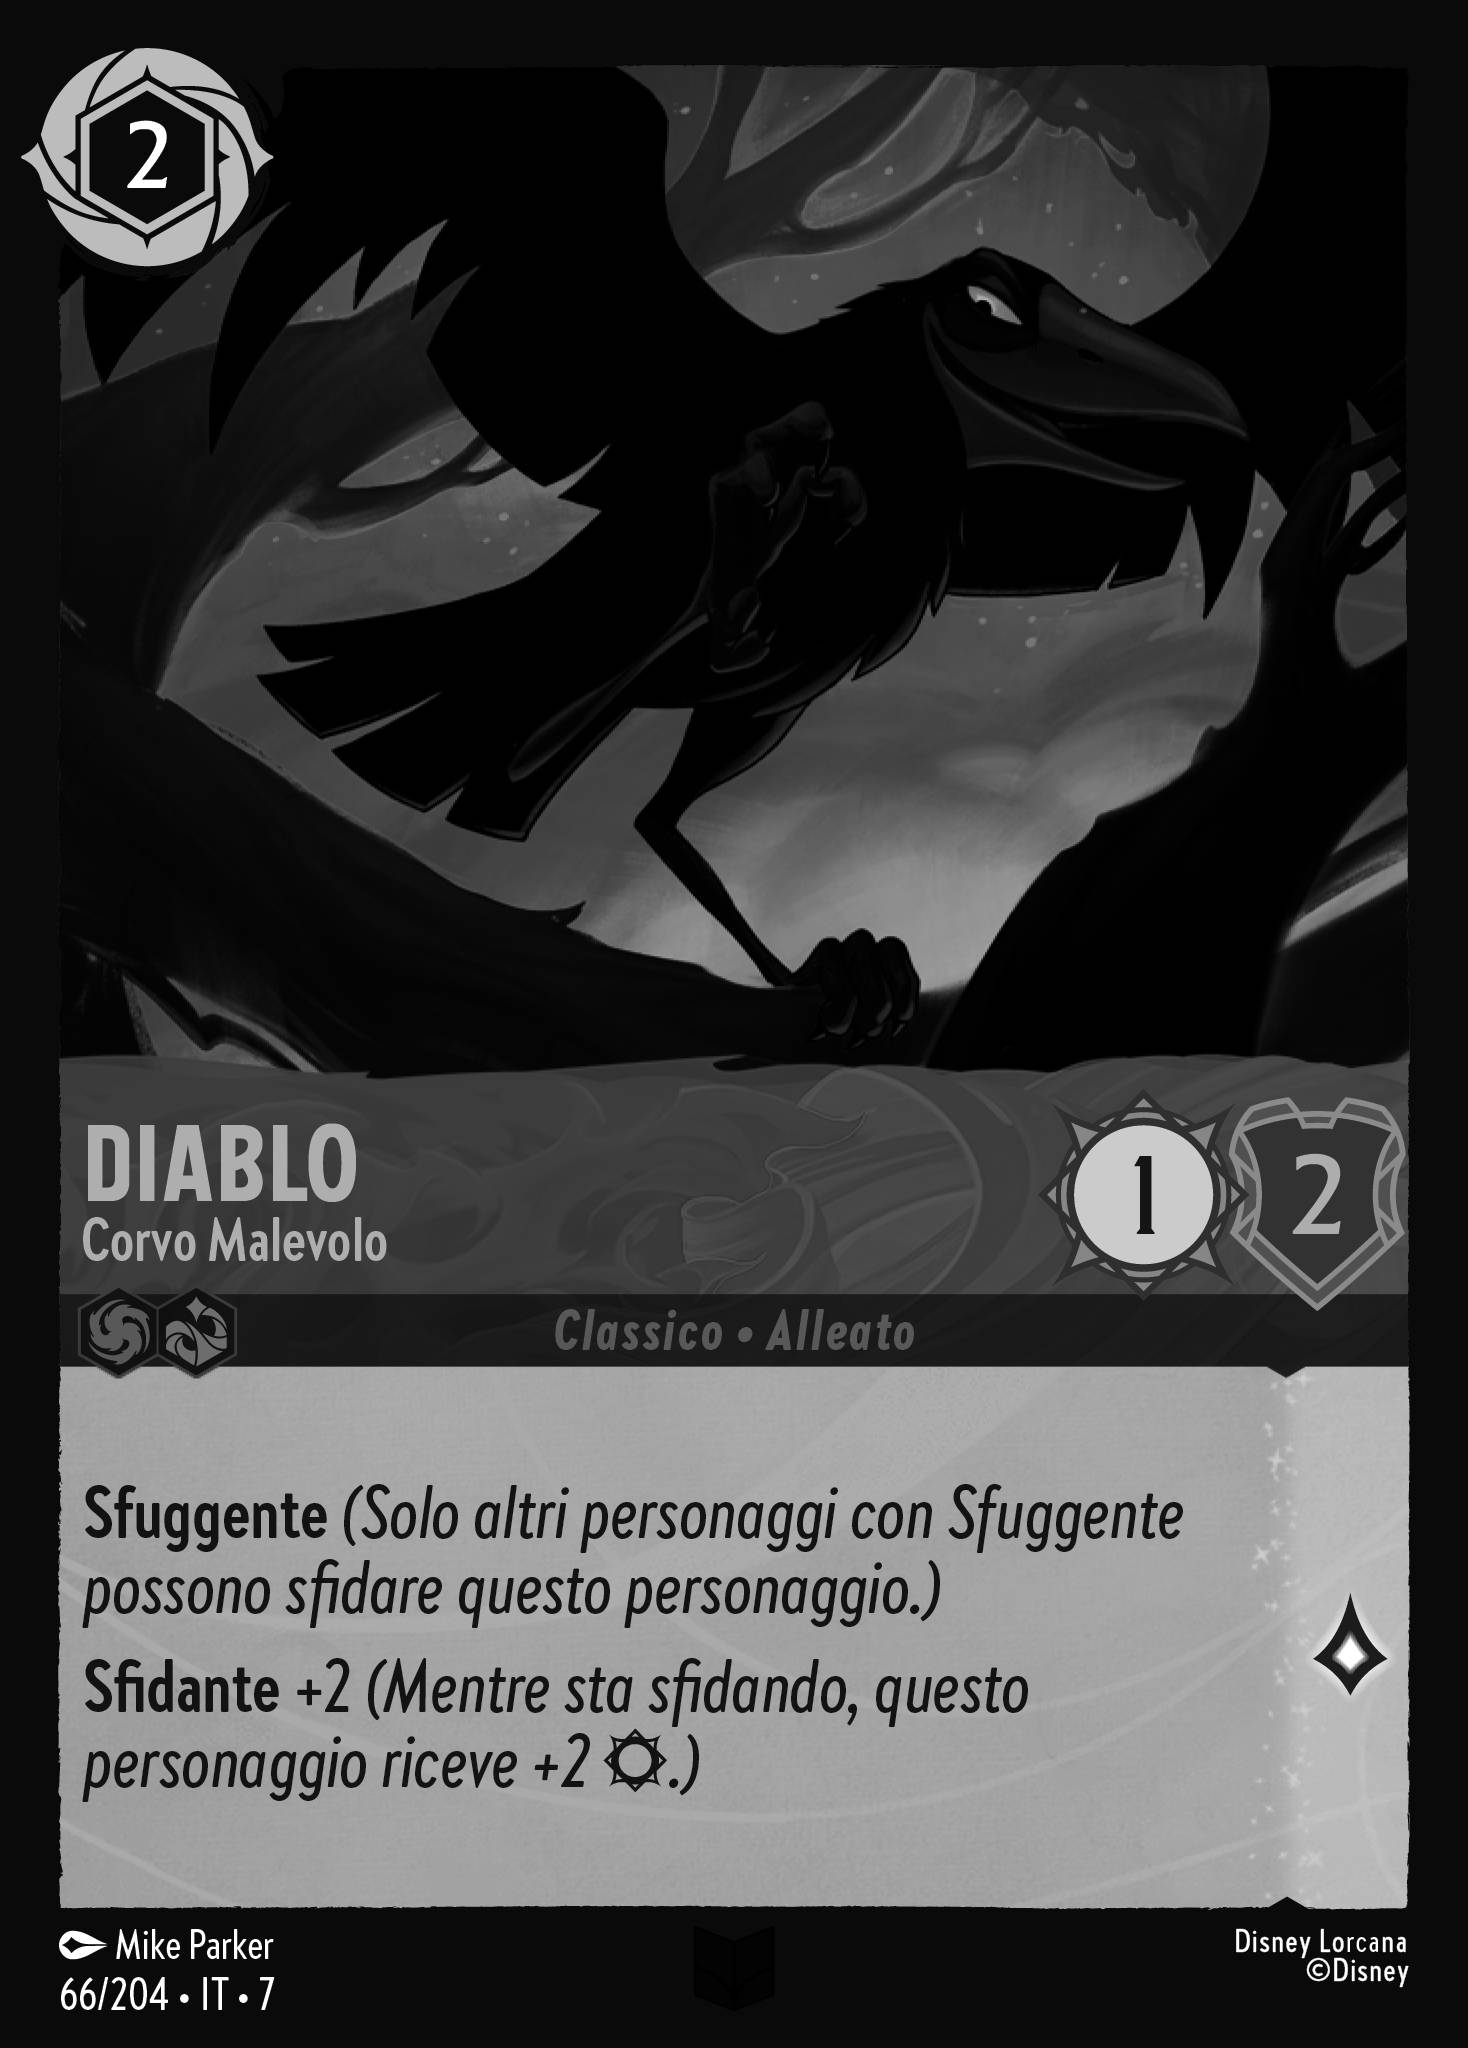 2
DIABLO
Corvo Malevolo
1
2
Classico • Alleato
Sfuggente (Solo altri personaggi con Sfuggente
possono sfidare questo personaggio.)
Sfidante +2 (Mentre sta sfidando, questo
personaggio riceve +2 .)
Mike Parker
66/204 • IT • 7
Disney Lorcana
©Disney